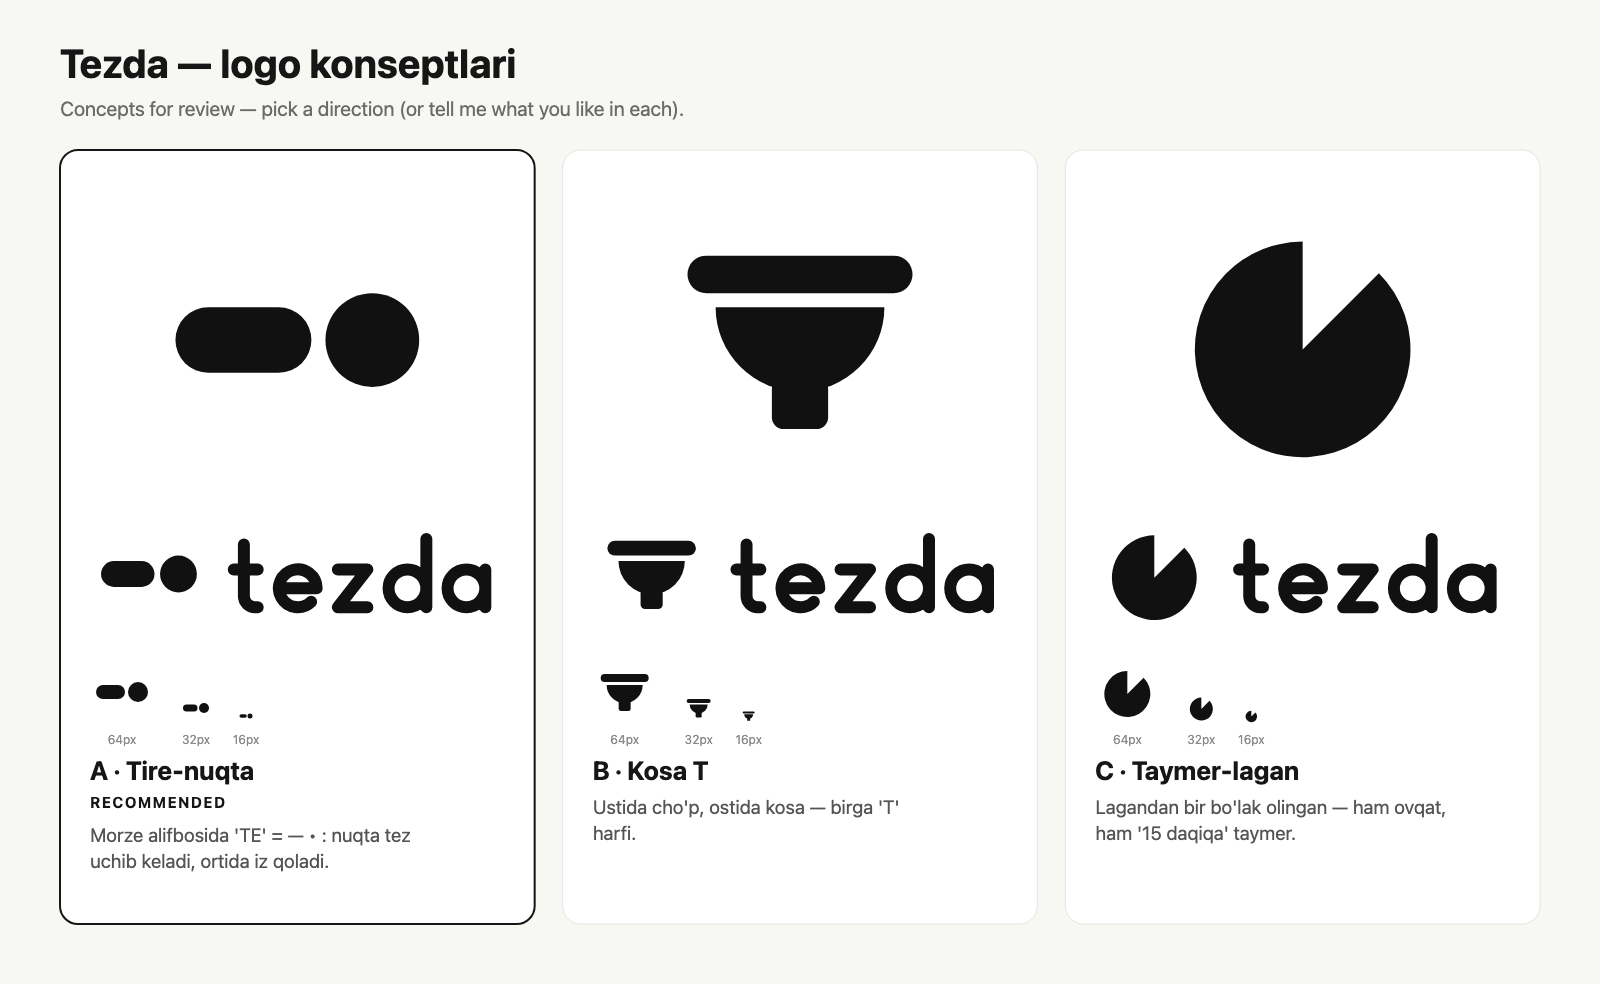 Tezda — logo konseptlari
Concepts for review — pick a direction (or tell me what you like in each).
tezda
64px 32px 16px
A · Tire-nuqta
RECOMMENDED
Morze alifbosida 'TE' = — • : nuqta tez
uchib keladi, ortida iz qoladi.
tezda
64px 32px 16px
B · Kosa T
Ustida cho'p, ostida kosa — birga 'T'
harfi.
tezda
64px 32px 16px
C · Taymer-lagan
Lagandan bir bo'lak olingan — ham ovqat,
ham '15 daqiqa' taymer.